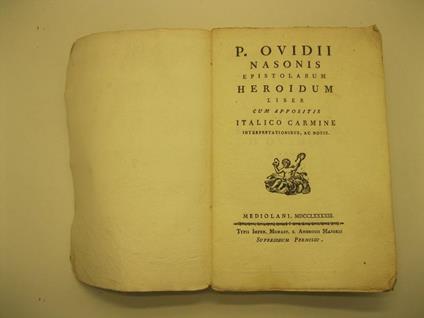 P. OVIDII
NASONIS
EPISTOLARUM
HEROIDUM
LIBER
CUM APPOSITIS
ITALICO CARMINE
INTERPRETATIONIBUS, AC NOTIS.
MEDIOLANI. MDCCLXXXXIII.
TYPIS IMPER. MONAST. S. AMBROSII MAJORIS
SUPERIORUM PERMISSU.